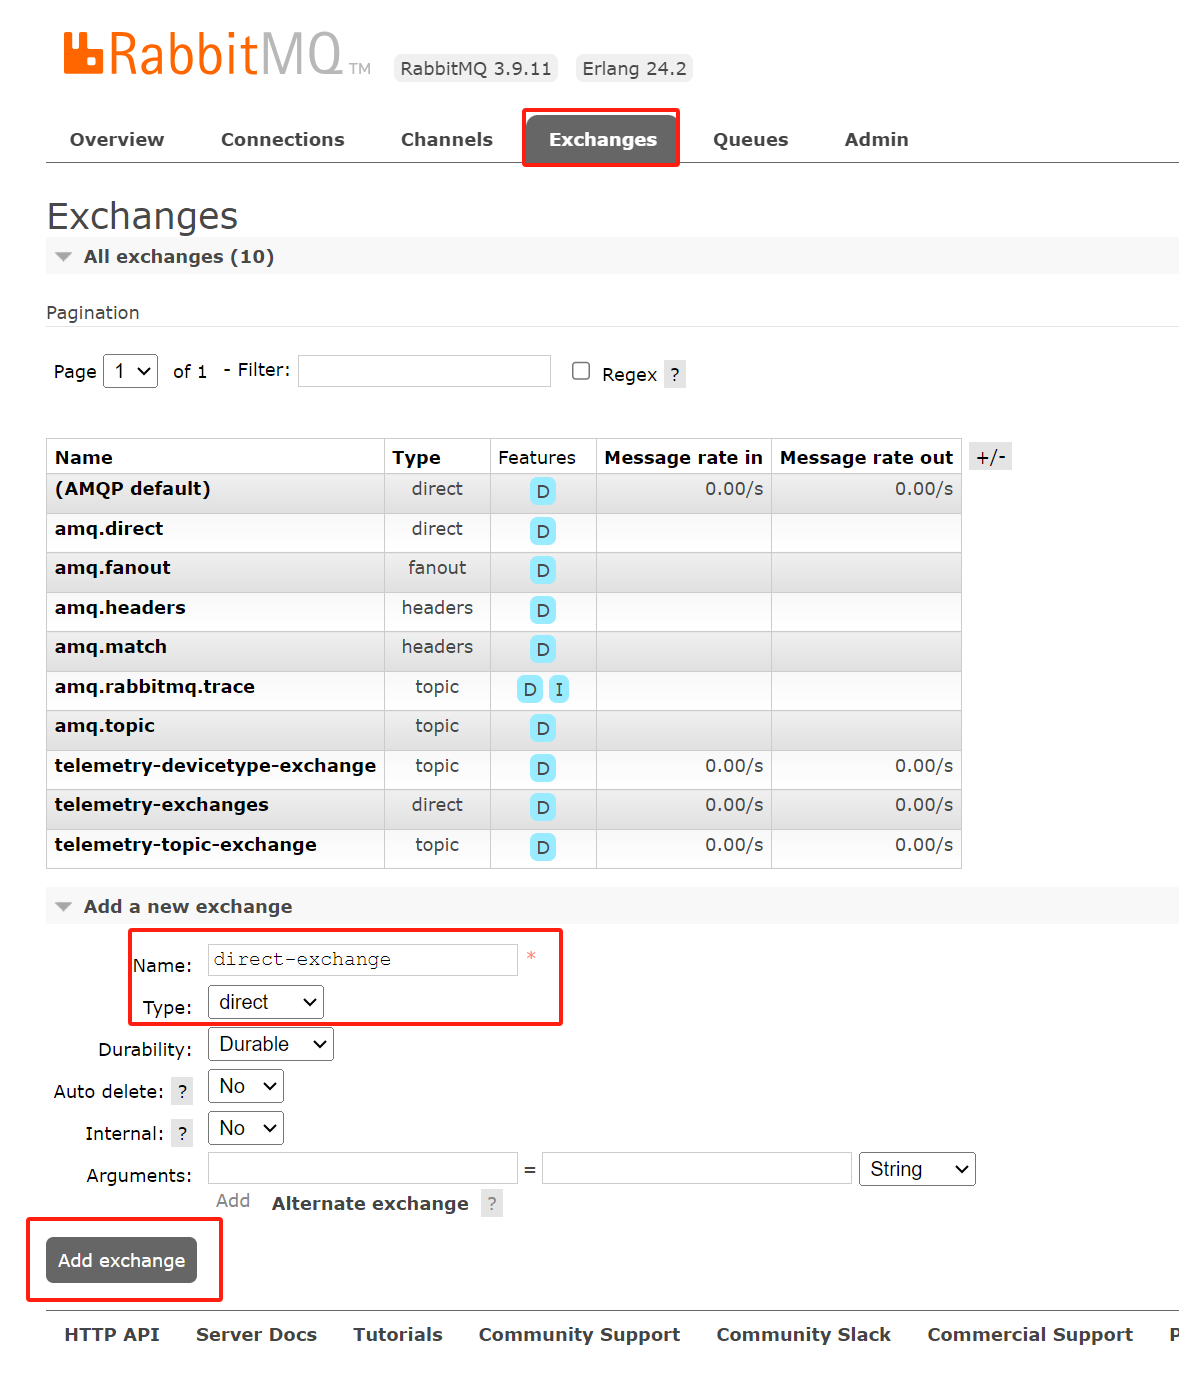 RabbitMQ TM RabbitMQ 3.9.11 Erlang 24.2
Overview Connections Channels Exchanges Queues Admin
Exchanges
All exchanges (10)
Pagination
Page 1 of 1 - Filter: Regex ?
Name Type Features Message rate in Message rate out +/-
(AMQP default) direct D 0.00/s 0.00/s
amq.direct direct D
amq.fanout fanout D
amq.headers headers D
amq.match headers D
amq.rabbitmq.trace topic D I
amq.topic topic D
telemetry-devicetype-exchange topic D 0.00/s 0.00/s
telemetry-exchanges direct D 0.00/s 0.00/s
telemetry-topic-exchange topic D 0.00/s 0.00/s
Add a new exchange
Name: direct-exchange *
Type: direct
Durability: Durable
Auto delete: ? No
Internal: ? No
Arguments: = String
Add Alternate exchange ?
Add exchange
HTTP API Server Docs Tutorials Community Support Community Slack Commercial Support